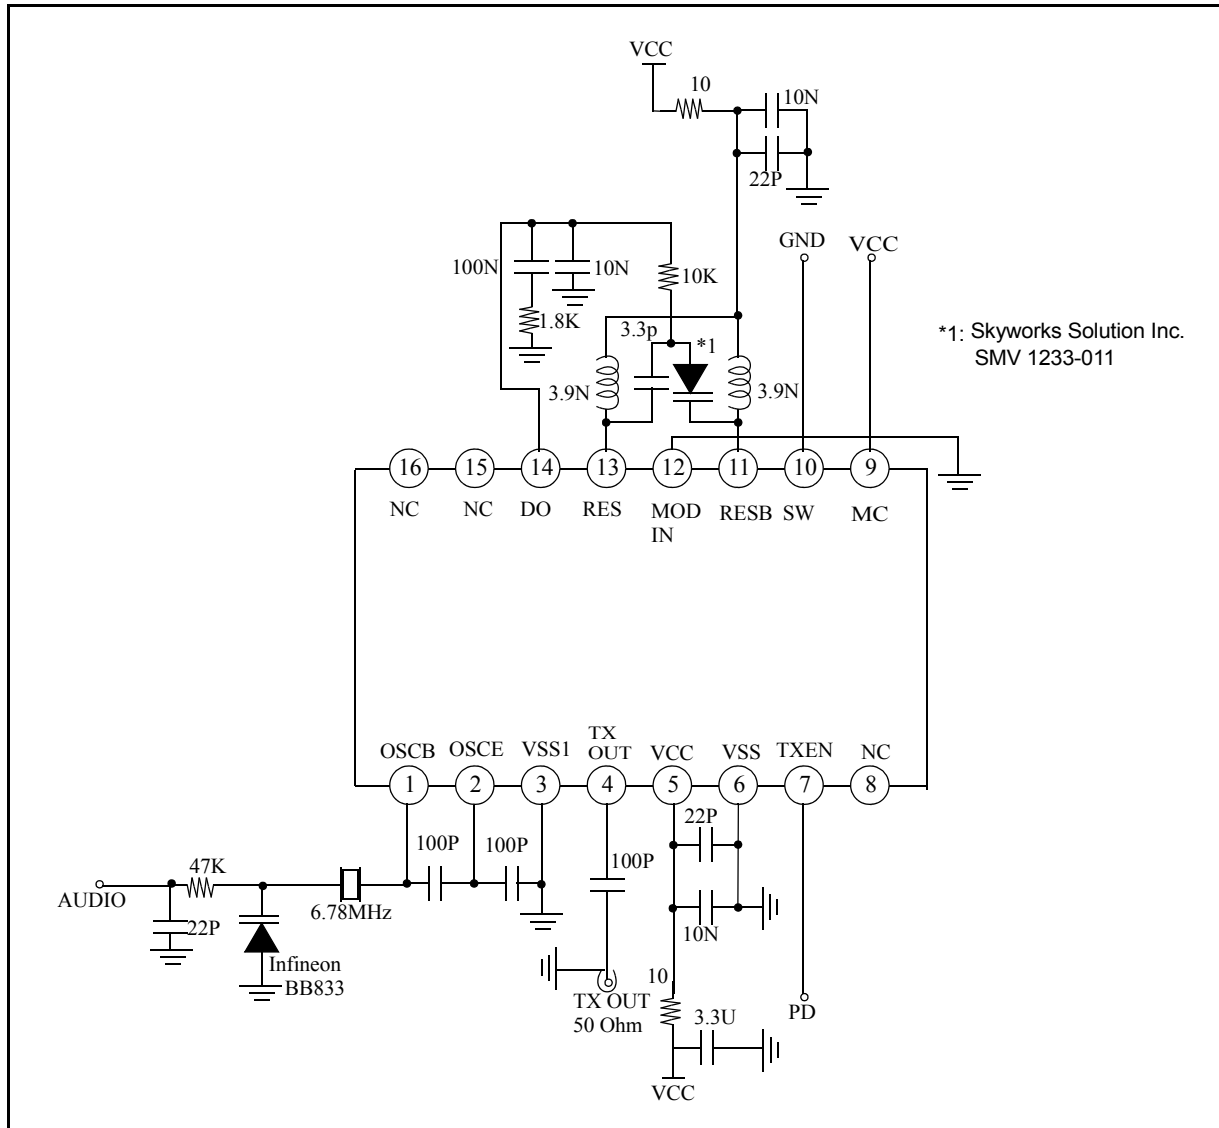 VCC
10
10N
22P
GND
VCC
100N
10N
10K
1.8K
3.3p
*1
3.9N
3.9N
*1: Skyworks Solution Inc.
SMV 1233-011
16
15
14
13
12
11
10
9
NC
NC
DO
RES
MOD
IN
RESB
SW
MC
OSCB
OSCE
VSS1
TX
OUT
VCC
VSS
TXEN
NC
1
2
3
4
5
6
7
8
100P
100P
100P
22P
47K
AUDIO
22P
6.78MHz
Infineon
BB833
10N
10
TX OUT
50 Ohm
3.3U
PD
VCC